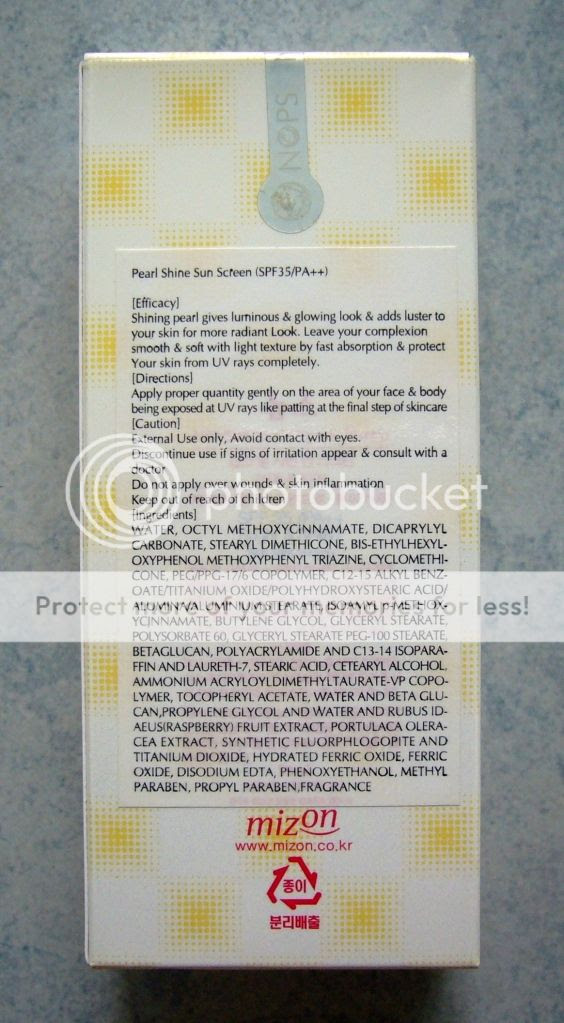 NOPS
Pearl Shine Sun Screen (SPF35/PA++)
[Efficacy]
Shining pearl gives luminous & glowing look & adds luster to
your skin for more radiant Look. Leave your complexion
smooth & soft with light texture by fast absorption & protect
Your skin from UV rays completely.
[Directions]
Apply proper quantity gently on the area of your face & body
being exposed at UV rays like patting at the final step of skincare
[Caution]
External Use only, Avoid contact with eyes.
Discontinue use if signs of irritation appear & consult with a
doctor
Do not apply over wounds & skin inflammation
Keep out of reach of children
[Ingredients]
WATER, OCTYL METHOXYCINNAMATE, DICAPRYLYL
CARBONATE, STEARYL DIMETHICONE, BIS-ETHYLHEXYL-
OXYPHENOL METHOXYPHENYL TRIAZINE, CYCLOMETHI-
CONE, PEG/PPG-17/6 COPOLYMER, C12-15 ALKYL BENZ-
OATE/TITANIUM OXIDE/POLYHYDROXYSTEARIC ACID/
ALUMINA/ALUMINIUM STEARATE, ISOAMYL p-METHOX-
YCJNNAMATE, BUTYLENE GLYCOL, GLYCERYL STEARATE,
POLYSORBATE 60, GLYCERYL STEARATE PEG-100 STEARATE,
BETAGLUCAN, POLYACRYLAMIDE AND C13-14 ISOPARA-
FFIN AND LAURETH-7, STEARIC ACID, CETEARYL ALCOHOL,
AMMONIUM ACRYLOYLDIMETHYLTAURATE-VP COPO-
LYMER, TOCOPHERYL ACETATE, WATER AND BETA GLU-
CAN,PROPYLENE GLYCOL AND WATER AND RUBUS ID-
AEUS(RASPBERRY) FRUIT EXTRACT, PORTULACA OLERA-
CEA EXTRACT, SYNTHETIC FLUORPHLOGOPITE AND
TITANIUM DIOXIDE, HYDRATED FERRIC OXIDE, FERRIC
OXIDE, DISODIUM EDTA, PHENOXYETHANOL, METHYL
PARABEN, PROPYL PARABEN,FRAGRANCE
photobucket
Protect more of your memories for less!
mizon
www.mizon.co.kr
종이
분리배출